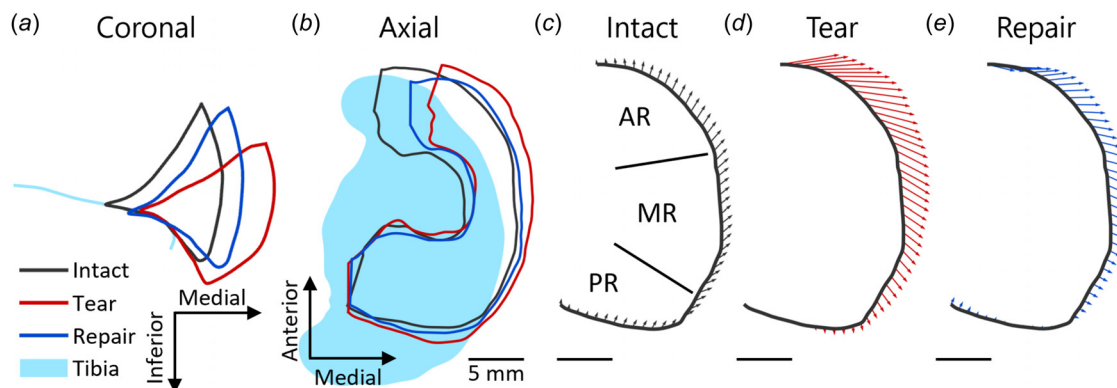 (a) Coronal
(b) Axial
(c) Intact
(d) Tear
(e) Repair
Intact
Tear
Repair
Tibia
Medial
Inferior
Anterior
Medial
5 mm
AR
MR
PR